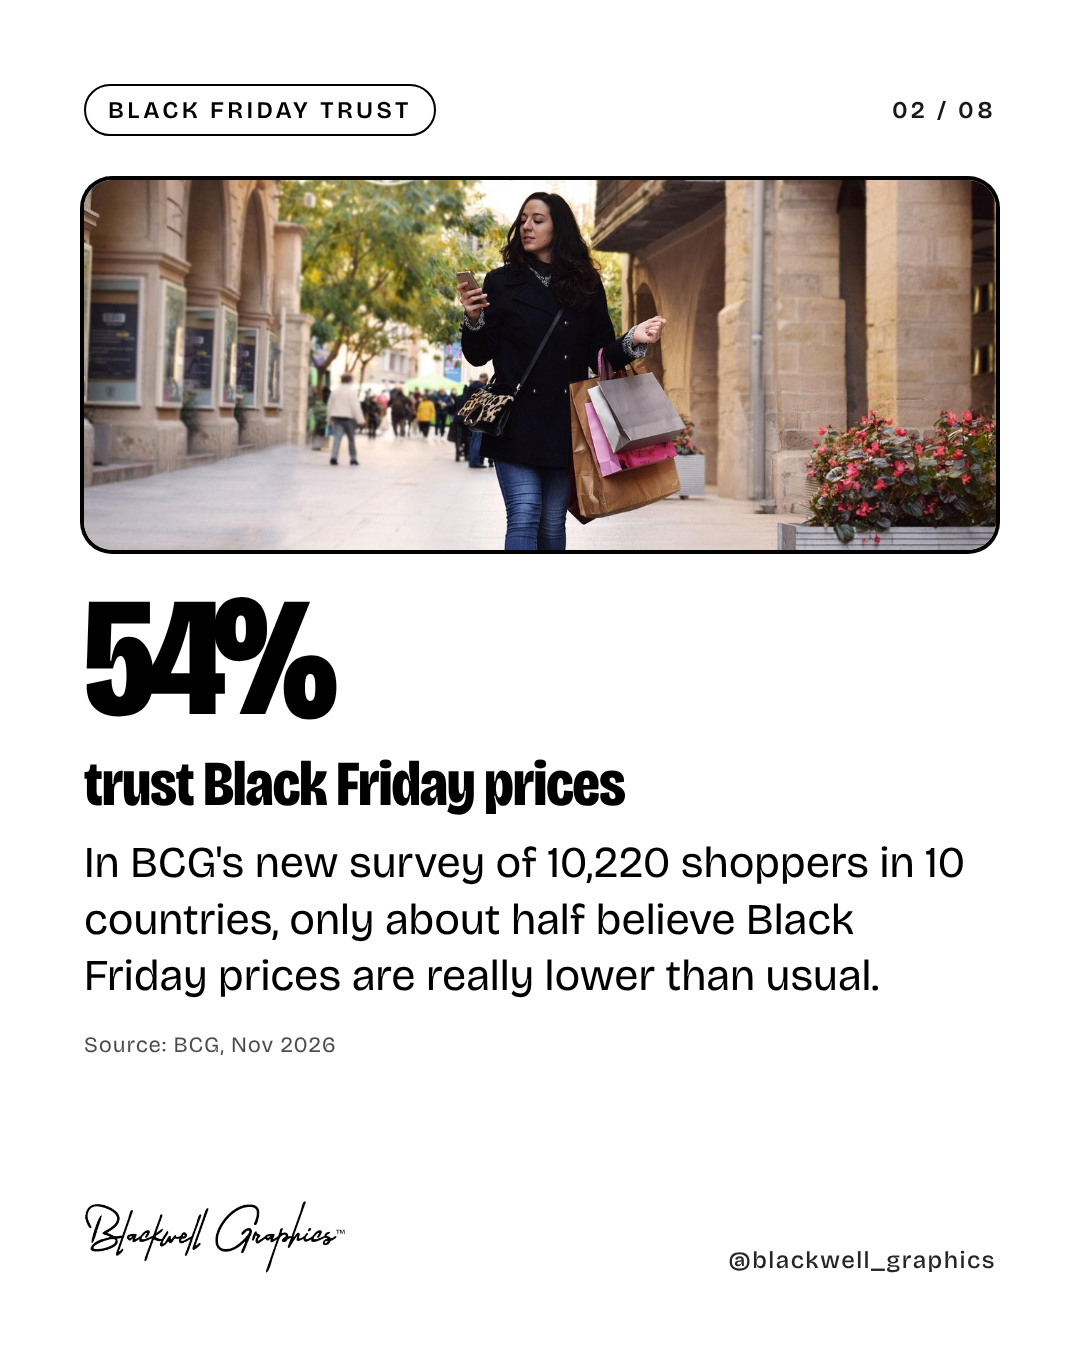 BLACK FRIDAY TRUST
02 / 08
54%
trust Black Friday prices
In BCG's new survey of 10,220 shoppers in 10
countries, only about half believe Black
Friday prices are really lower than usual.
Source: BCG, Nov 2026
Blackwell Graphics™
@blackwell_graphics